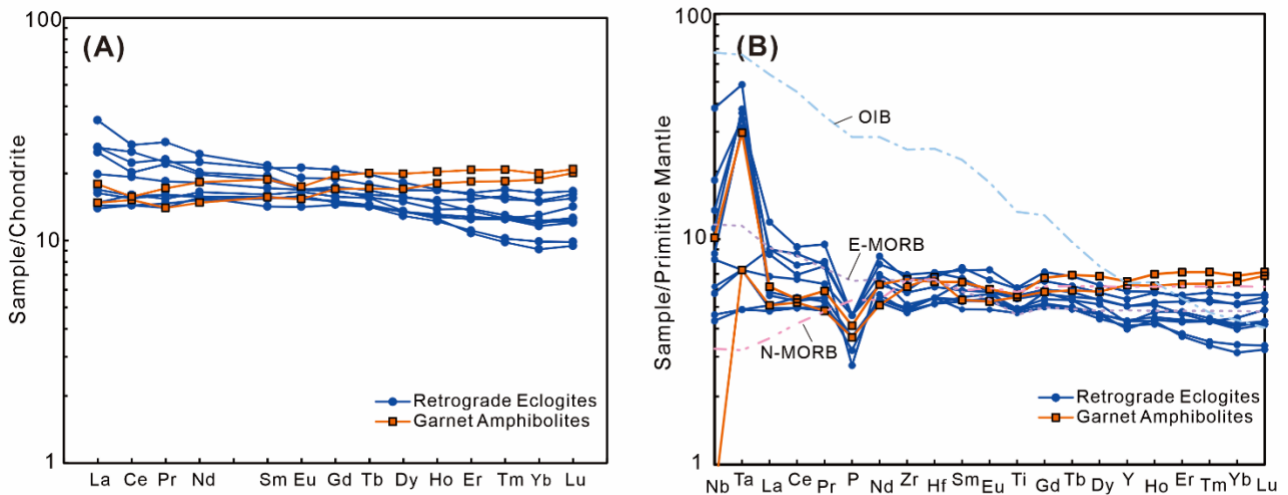 (A)
100
10
1
Sample/Chondrite
Retrograde Eclogites
Garnet Amphibolites
La Ce Pr Nd Sm Eu Gd Tb Dy Ho Er Tm Yb Lu
(B)
100
10
1
Sample/Primitive Mantle
OIB
E-MORB
N-MORB
Retrograde Eclogites
Garnet Amphibolites
Nb Ta La Ce Pr P Nd Zr Hf Sm Eu Ti Gd Tb Dy Y Ho Er Tm Yb Lu